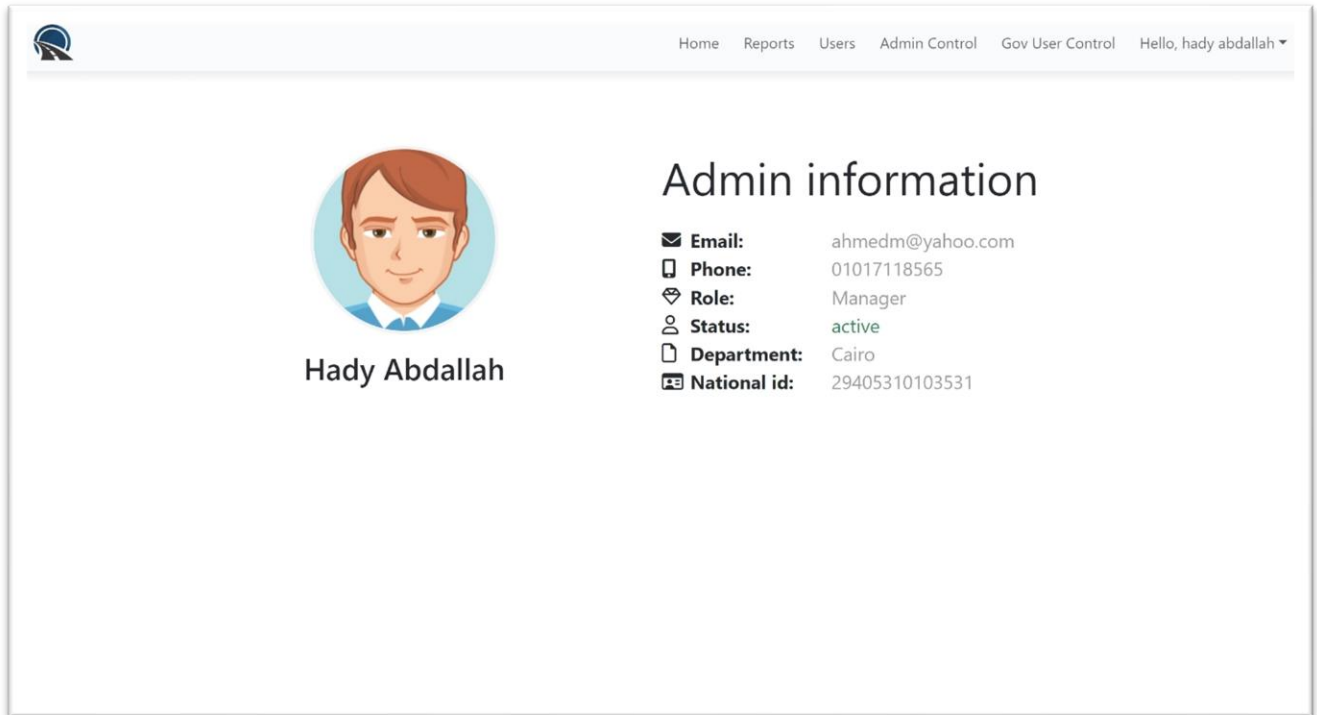 Home Reports Users Admin Control Gov User Control Hello, hady abdallah
Admin information
Email: ahmedm@yahoo.com
Phone: 01017118565
Role: Manager
Status: active
Department: Cairo
National id: 29405310103531
Hady Abdallah